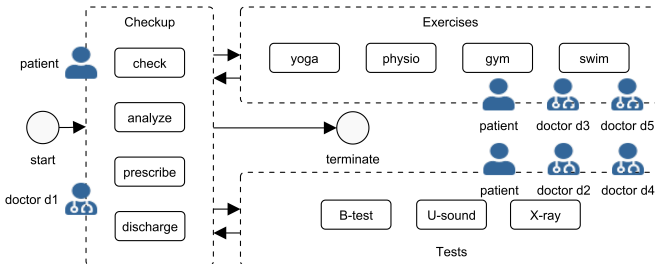 Checkup
Exercises
patient
check
yoga
physio
gym
swim
analyze
patient
doctor d3
doctor d5
start
terminate
prescribe
doctor d1
patient
doctor d2
doctor d4
discharge
B-test
U-sound
X-ray
Tests